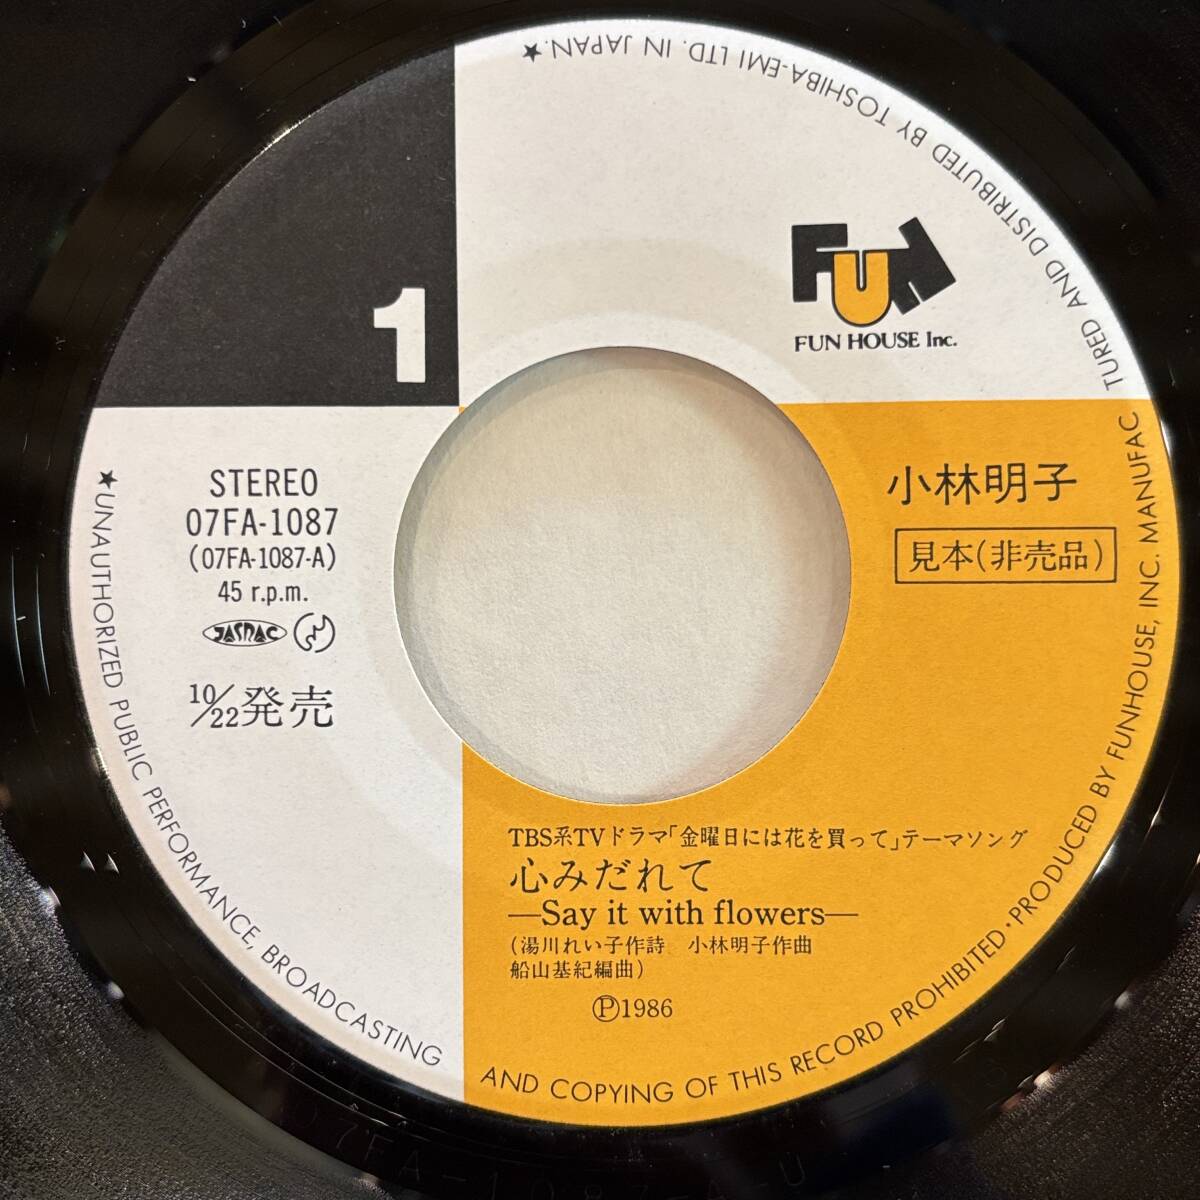 1
FUN
FUN HOUSE Inc.
STEREO
07FA-1087
(07FA-1087-A)
45 r.p.m.
JASRAC
10/22発売
小林明子
見本(非売品)
TBS系TVドラマ「金曜日には花を買って」テーマソング
心みだれて
—Say it with flowers—
(湯川れい子作詩 小林明子作曲
船山基紀編曲)
Ⓟ1986
★UNAUTHORIZED PUBLIC PERFORMANCE, BROADCASTING AND COPYING OF THIS RECORD PROHIBITED・PRODUCED BY FUNHOUSE, INC. MANUFACTURED AND DISTRIBUTED BY TOSHIBA-EMI LTD. IN JAPAN.★
07FA-1087-A-U